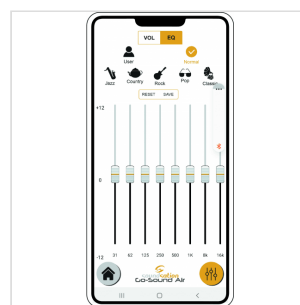 VOL EQ
User Normal
Jazz Country Rock Pop Classic
RESET SAVE
+12
0
-12
31 62 125 250 500 1K 8k 16k
Go-Sound Air